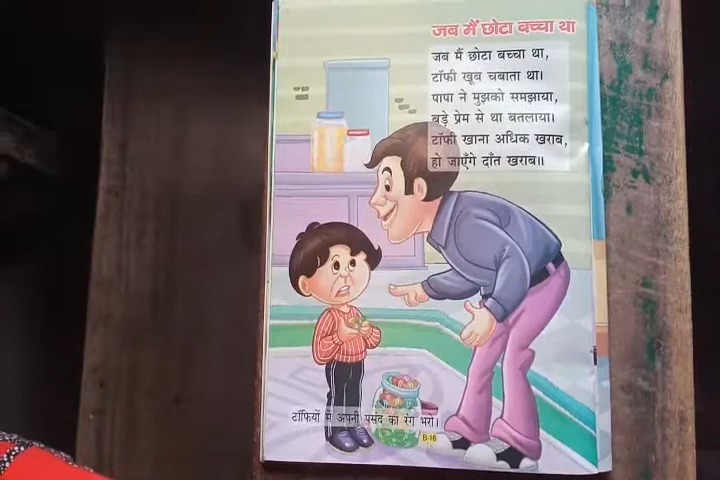 जब मैं छोटा बच्चा था
जब मैं छोटा बच्चा था,
टॉफी खूब चबाता था।
पापा ने मुझको समझाया,
बड़े प्रेम से था बतलाया।
टॉफी खाना अधिक खराब,
हो जाएँगे दाँत खराब॥
टॉफियों में अपनी पसंद का रंग भरो।
B-16